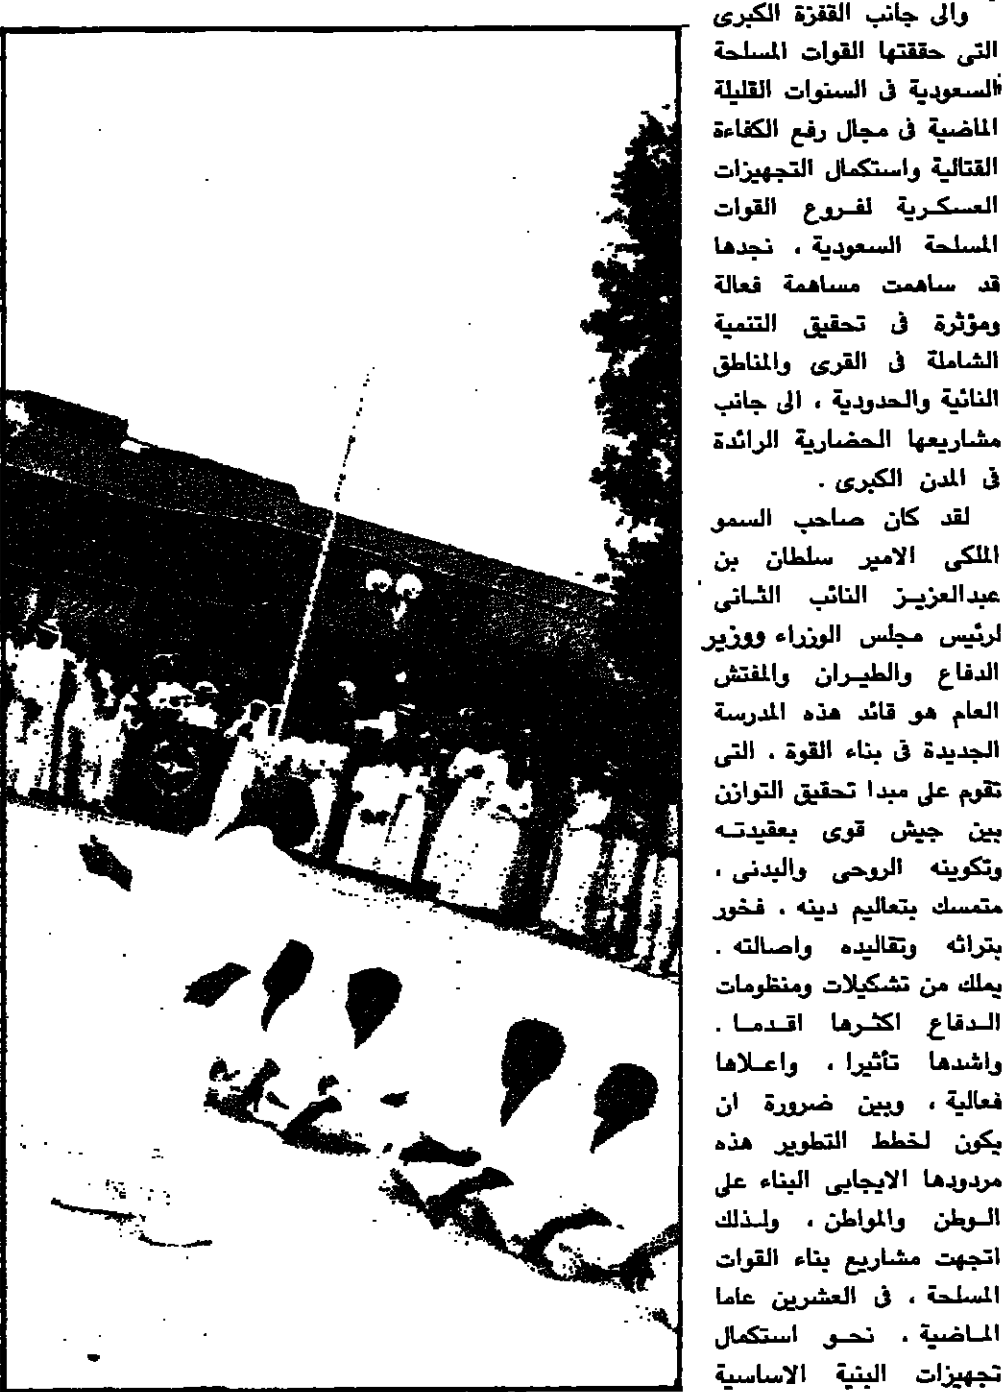 والى جانب القفزة الكبرى
التى حققتها القوات المسلحة
السعودية فى السنوات القليلة
الماضية فى مجال رفع الكفاءة
القتالية واستكمال التجهيزات
العسكرية لفروع القوات
المسلحة السعودية ، نجدها
قد ساهمت مساهمة فعالة
ومؤثرة فى تحقيق التنمية
الشاملة فى القرى والمناطق
النائية والحدودية ، الى جانب
مشاريعها الحضارية الرائدة
فى المدن الكبرى .
لقد كان صاحب السمو
الملكى الامير سلطان بن
عبدالعزيز النائب الثانى
لرئيس مجلس الوزراء ووزير
الدفاع والطيران والمفتش
العام هو قائد هذه المدرسة
الجديدة فى بناء القوة . التى
تقوم على مبدا تحقيق التوازن
بين جيش قوى بعقيدته
وتكوينه الروحى والبدنى ،
متمسك بتعاليم دينه . فخور
بتراثه وتقاليده واصالته .
يملك من تشكيلات ومنظومات
الدفاع اكثرها اقدما .
واشدها تأثيرا ، واعلاها
فعالية ، وبين ضرورة ان
يكون لخطط التطوير هذه
مردودها الايجابى البناء على
الوطن والمواطن ، ولذلك
اتجهت مشاريع بناء القوات
المسلحة ، فى العشرين عاما
الماضية ، نحو استكمال
تجهيزات البنية الاساسية